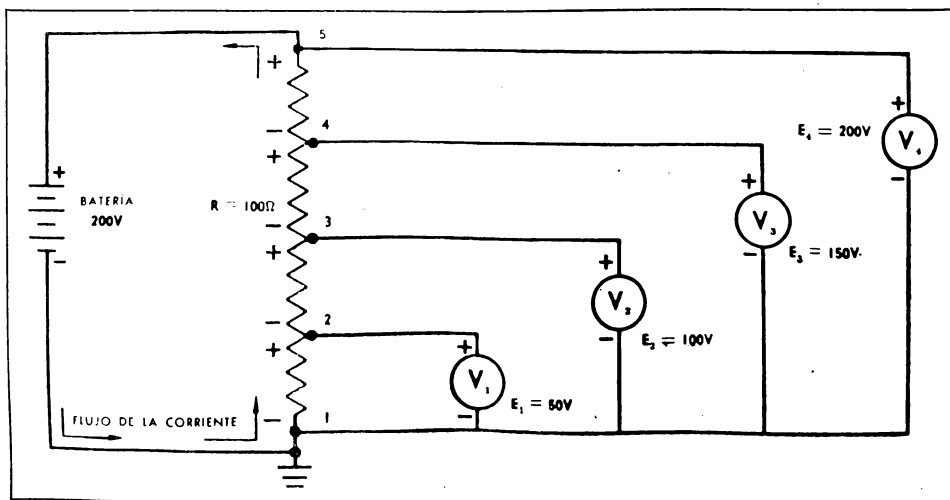 5
+
+
E₄ = 200V
V₄
4
−
−
+
+
+
BATERÍA
200V
R = 100Ω
V₃
−
3
−
E₃ = 150V.
−
+
+
V₂
−
2
−
E₂ = 100V
+
+
V₁
E₁ = 50V
−
1
−
FLUJO DE LA CORRIENTE